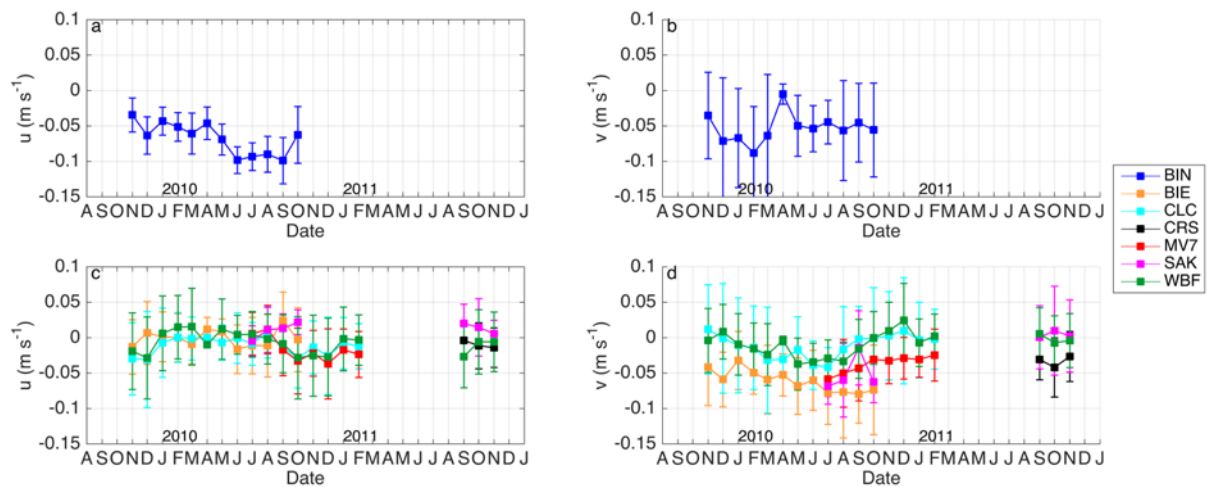 a
0.1
0.05
0
-0.05
-0.1
-0.15
u (m s⁻¹)
2010 2011
A S O N D J F M A M J J A S O N D J F M A M J J A S O N D J
Date
b
0.1
0.05
0
-0.05
-0.1
-0.15
v (m s⁻¹)
2010 2011
A S O N D J F M A M J J A S O N D J F M A M J J A S O N D J
Date
BIN
BIE
CLC
CRS
MV7
SAK
WBF
c
0.1
0.05
0
-0.05
-0.1
-0.15
u (m s⁻¹)
2010 2011
A S O N D J F M A M J J A S O N D J F M A M J J A S O N D J
Date
d
0.1
0.05
0
-0.05
-0.1
-0.15
v (m s⁻¹)
2010 2011
A S O N D J F M A M J J A S O N D J F M A M J J A S O N D J
Date